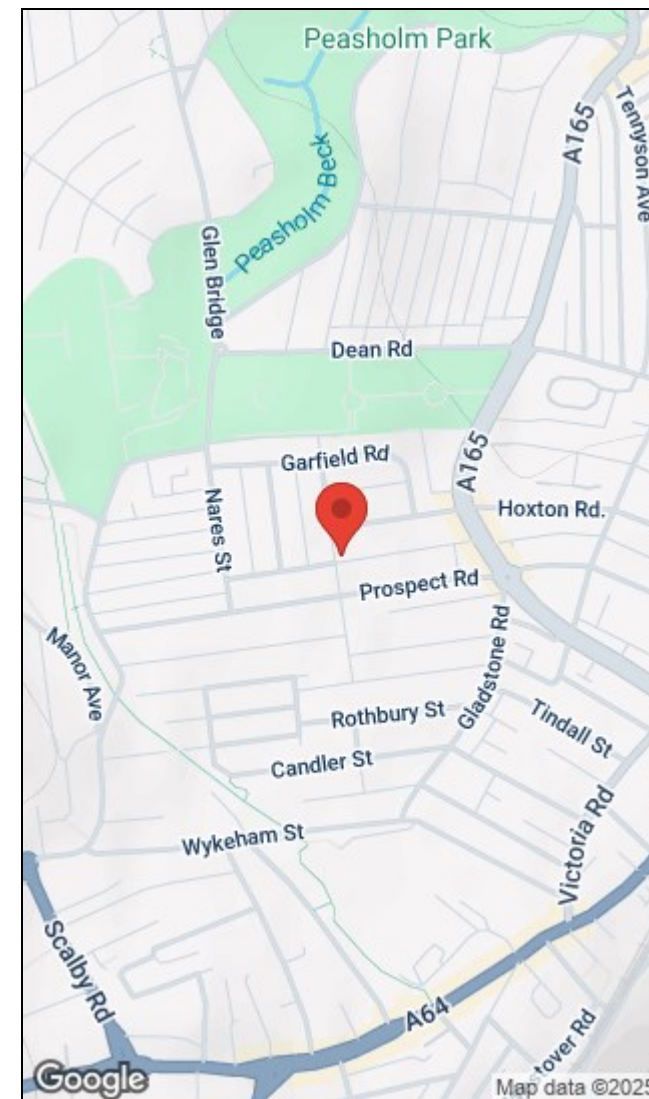 Peasholm Park
A165
Tennyson Ave
Peasholm Beck
Glen Bridge
Dean Rd
A165
Garfield Rd
Hoxton Rd.
Nares St
Prospect Rd
Manor Ave
Gladstone Rd
Rothbury St
Tindall St
Candler St
Victoria Rd
Wykeham St
Scalby Rd
A64
stover Rd
Google
Map data ©2025